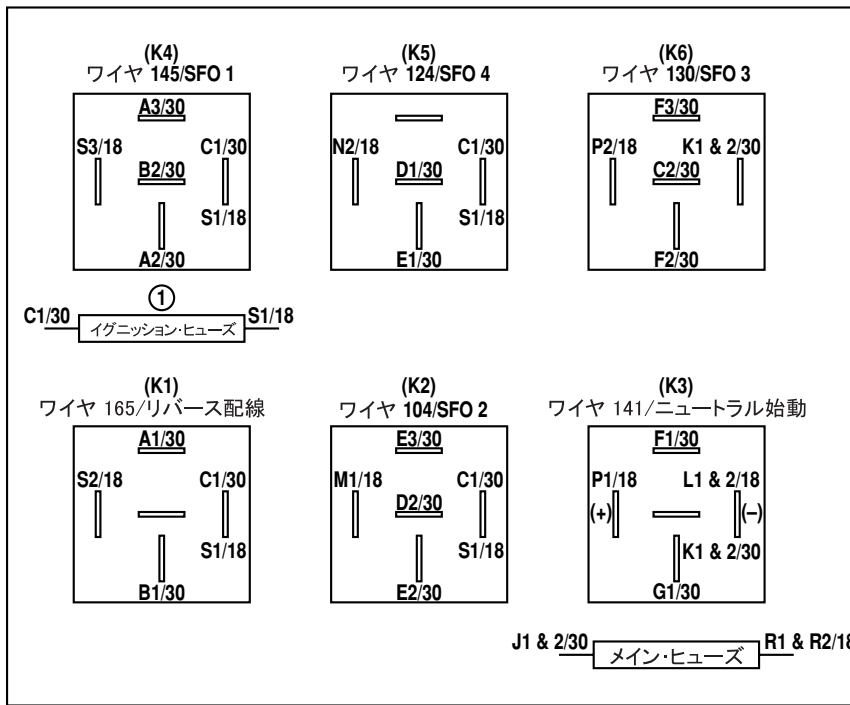 (K4)
ワイヤ 145/SFO 1
A3/30
S3/18
C1/30
B2/30
S1/18
A2/30
(K5)
ワイヤ 124/SFO 4
N2/18
C1/30
D1/30
S1/18
E1/30
(K6)
ワイヤ 130/SFO 3
F3/30
P2/18
K1 & 2/30
C2/30
F2/30
①
C1/30
イグニッション・ヒューズ
S1/18
(K1)
ワイヤ 165/リバース配線
A1/30
S2/18
C1/30
S1/18
B1/30
(K2)
ワイヤ 104/SFO 2
E3/30
M1/18
C1/30
D2/30
S1/18
E2/30
(K3)
ワイヤ 141/ニュートラル始動
F1/30
P1/18
L1 & 2/18
(+)
(–)
K1 & 2/30
G1/30
J1 & 2/30
メイン・ヒューズ
R1 & R2/18